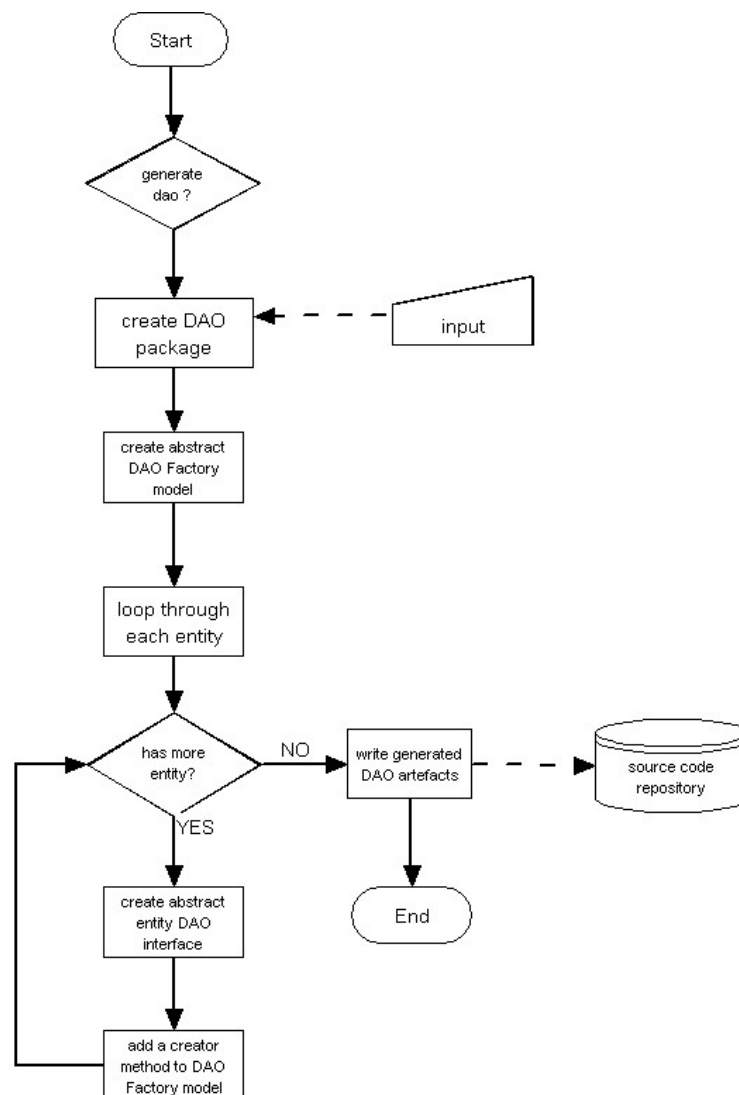 Start
generate
dao ?
create DAO
package
input
create abstract
DAO Factory
model
loop through
each entity
has more
entity?
NO
write generated
DAO artefacts
source code
repository
YES
create abstract
entity DAO
interface
End
add a creator
method to DAO
Factory model